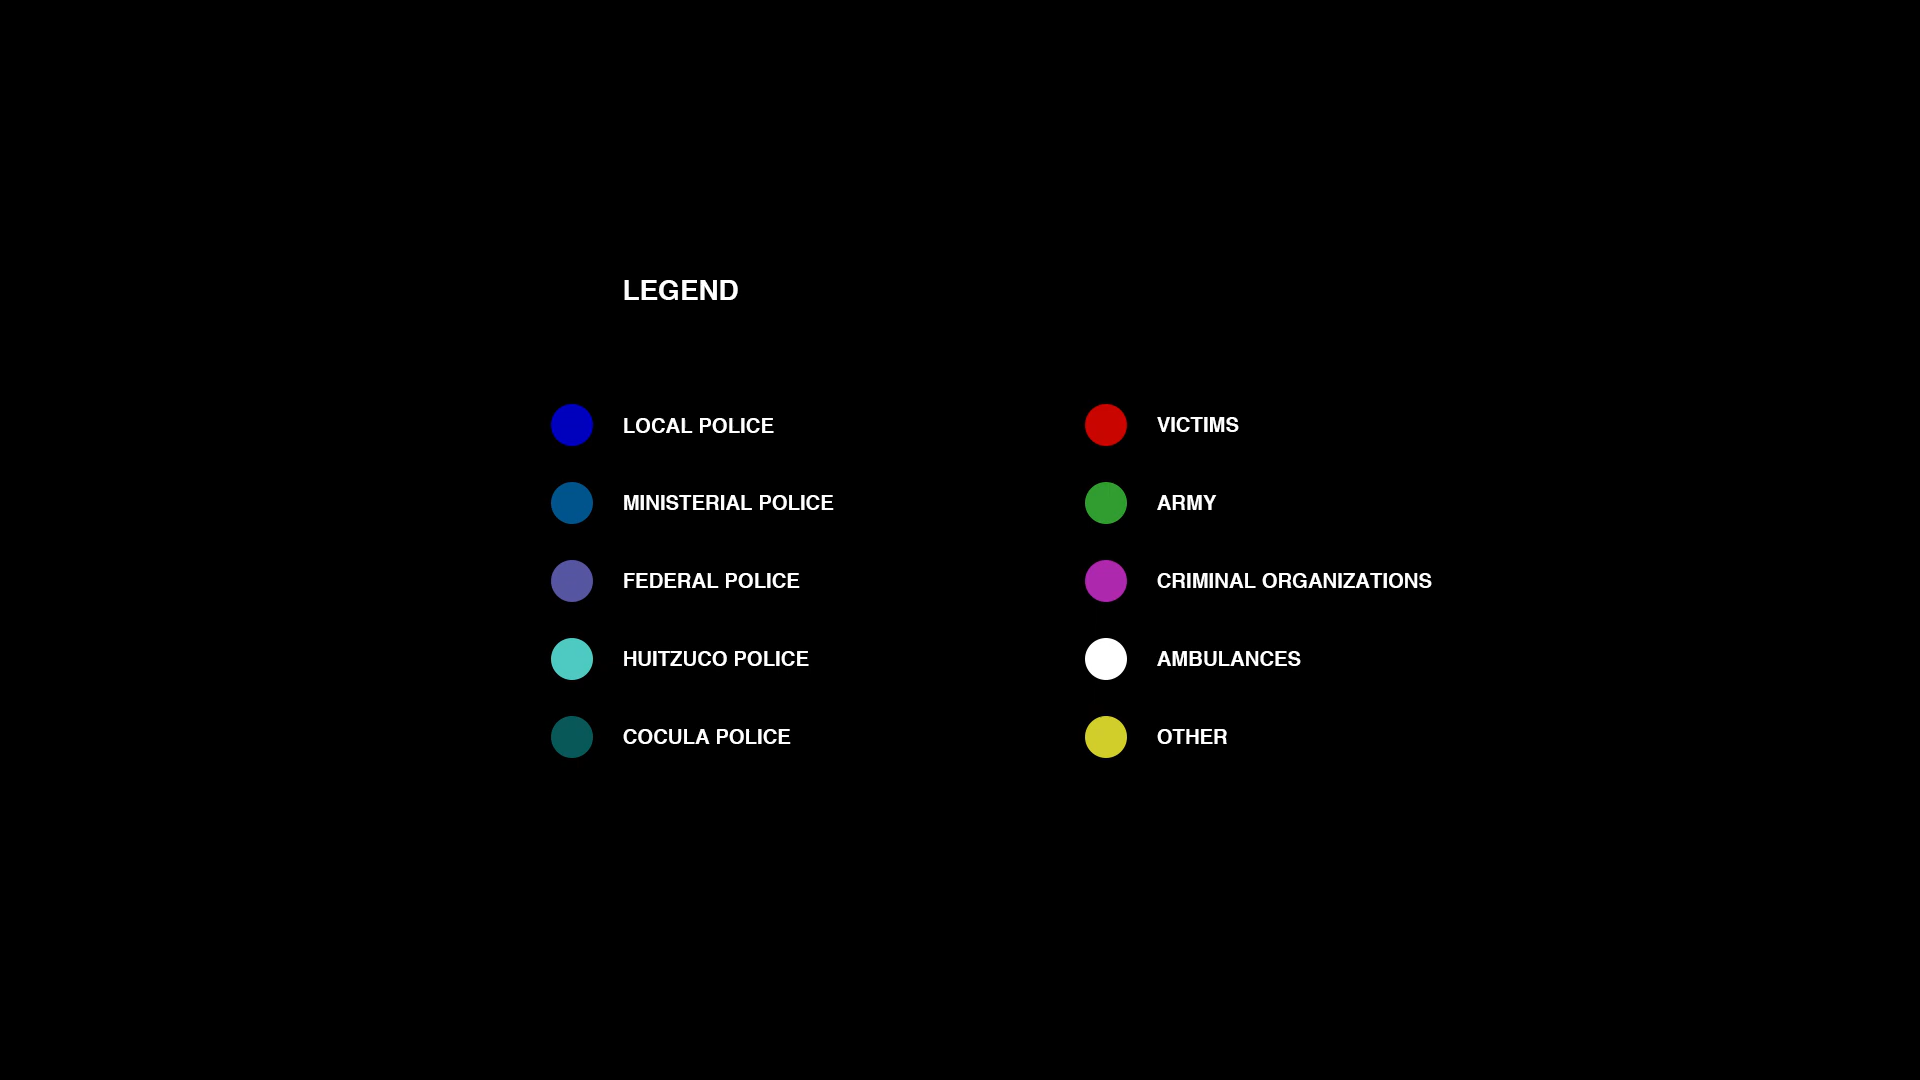 LEGEND
LOCAL POLICE
MINISTERIAL POLICE
FEDERAL POLICE
HUITZUCO POLICE
COCULA POLICE
VICTIMS
ARMY
CRIMINAL ORGANIZATIONS
AMBULANCES
OTHER